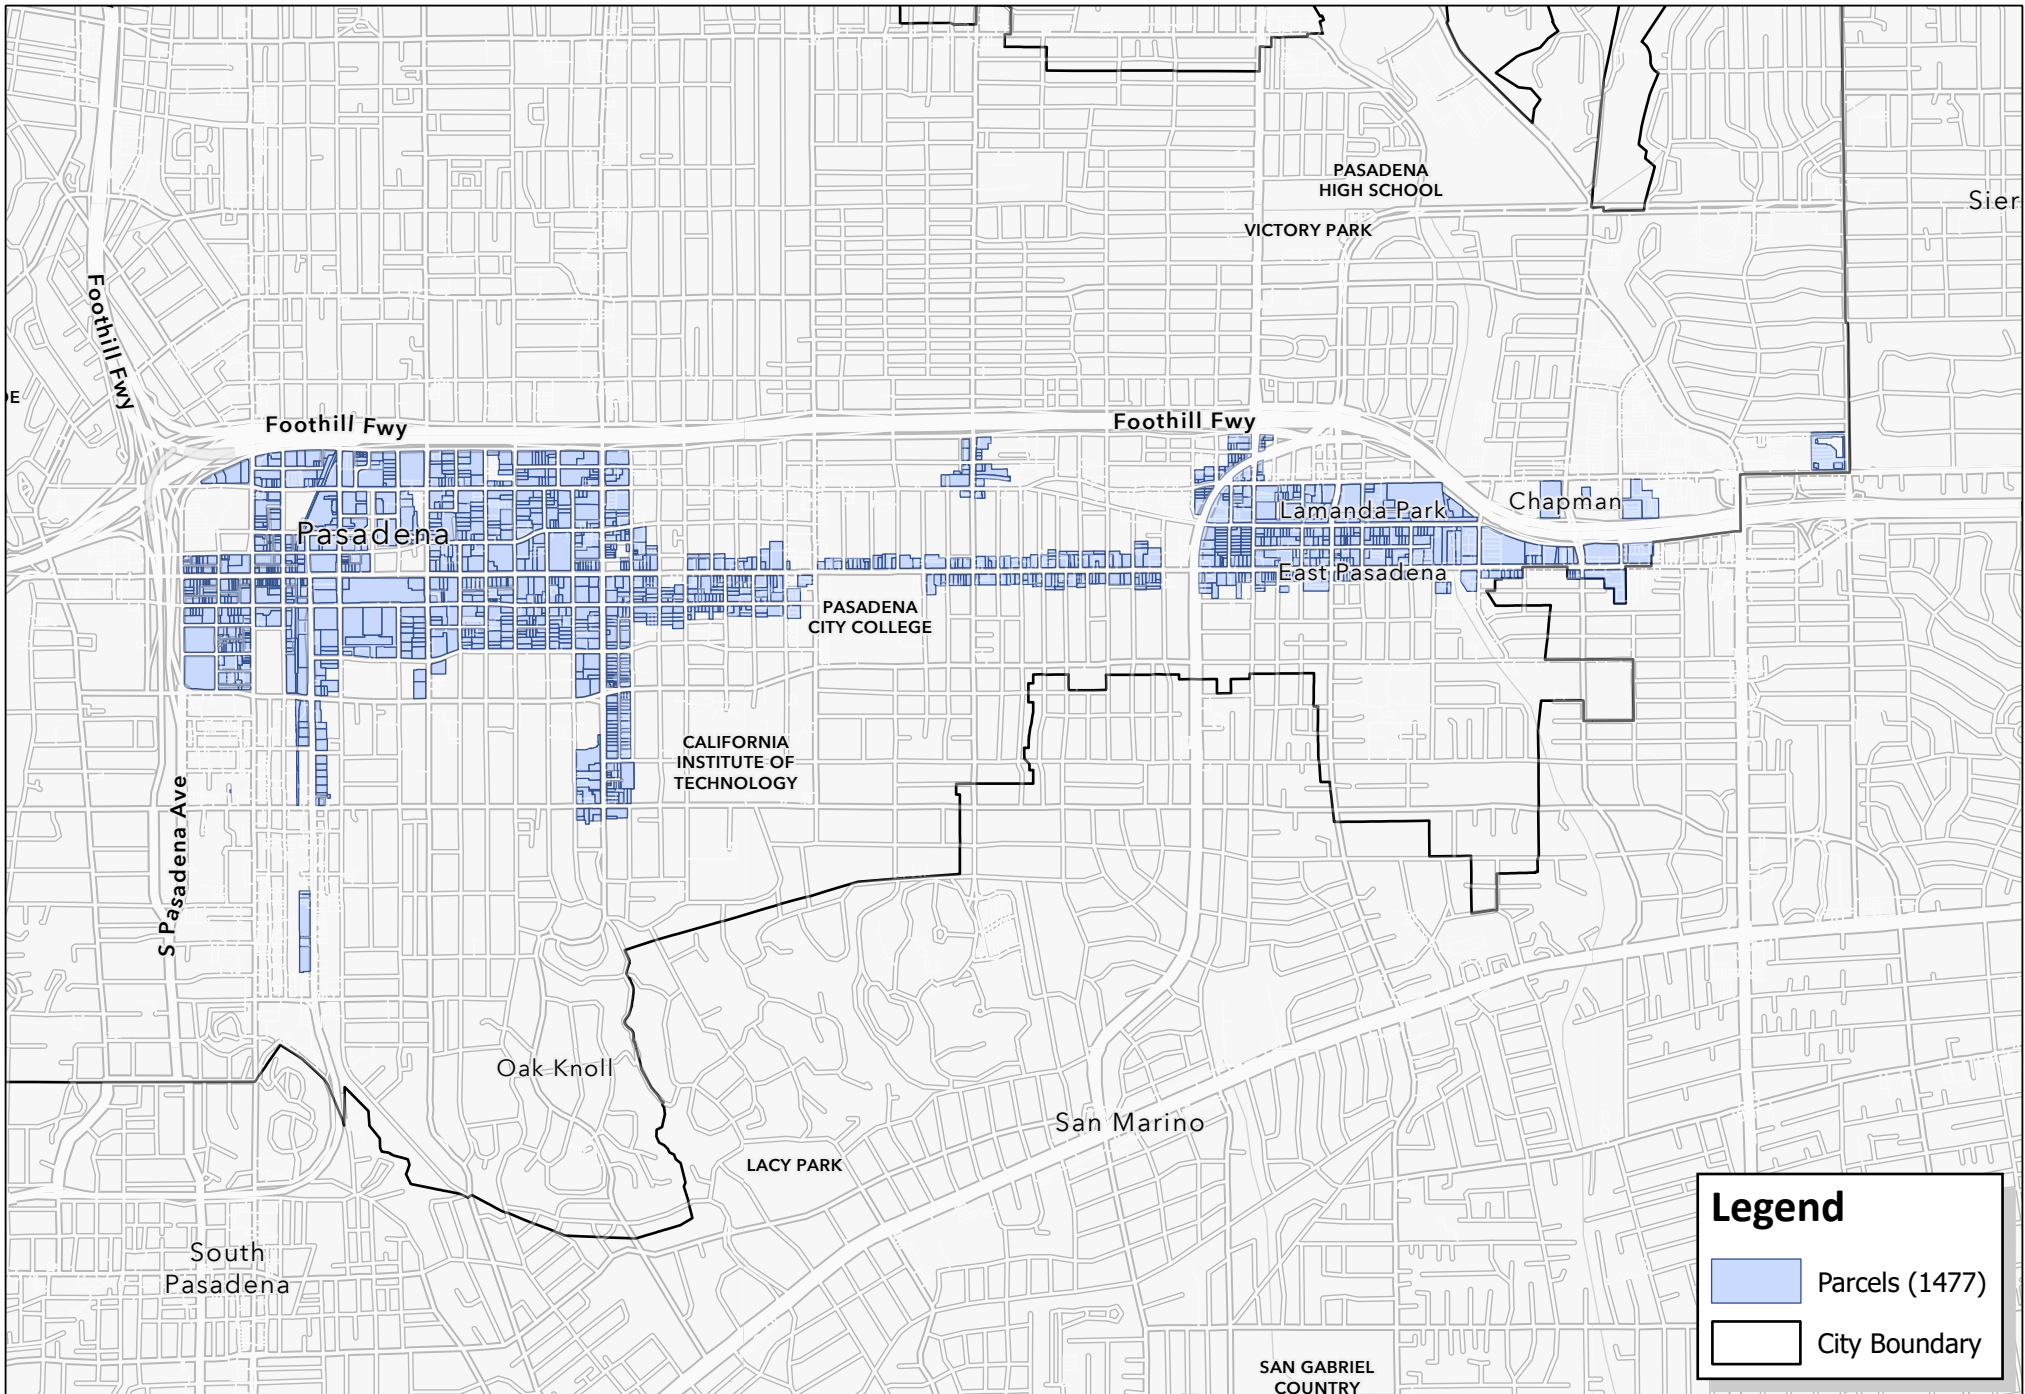 PASADENA
HIGH SCHOOL
Sier
VICTORY PARK
Foothill Fwy
DE
Foothill Fwy
Foothill Fwy
Chapman
Lamanda Park
Pasadena
East Pasadena
PASADENA
CITY COLLEGE
CALIFORNIA
INSTITUTE OF
TECHNOLOGY
S Pasadena Ave
Oak Knoll
San Marino
LACY PARK
South
Pasadena
SAN GABRIEL
COUNTRY
Legend
Parcels (1477)
City Boundary